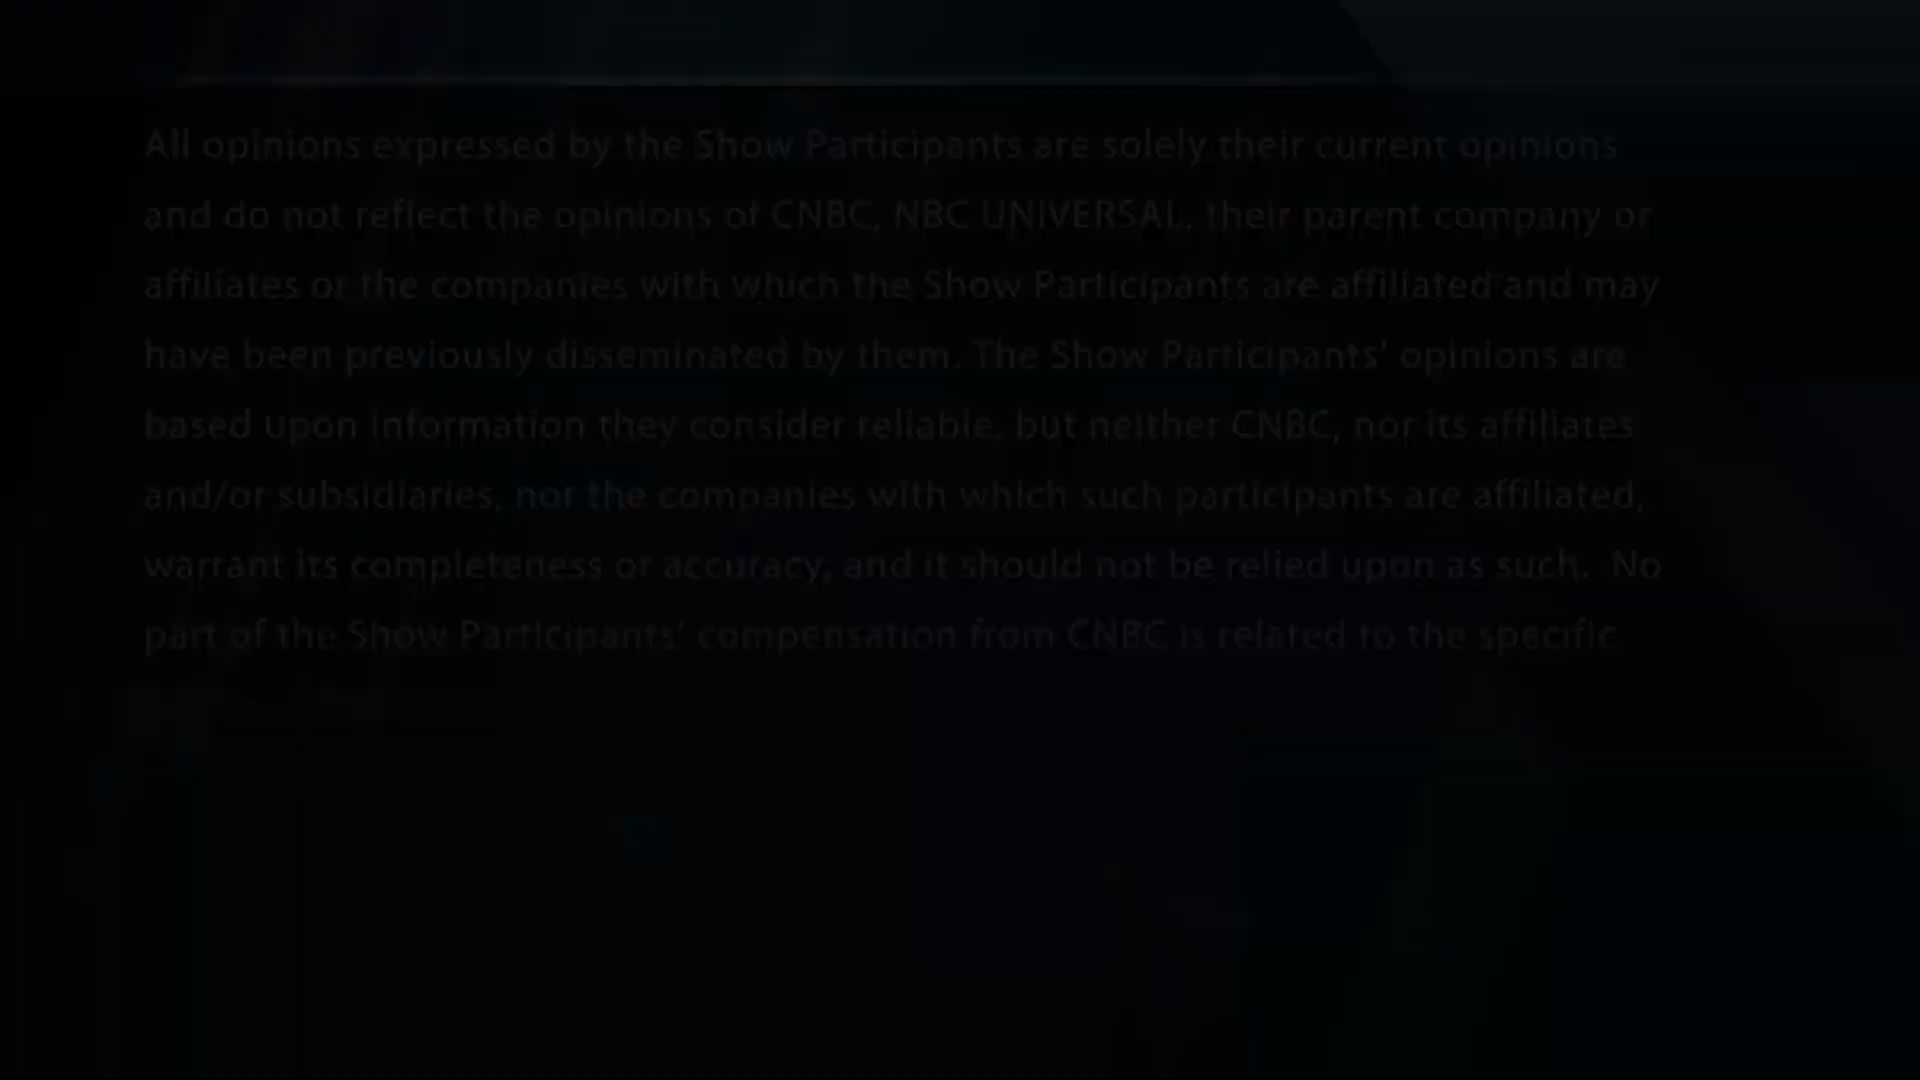 All opinions expressed by the Show Participants are solely their current opinions
and do not reflect the opinions of CNBC, NBC UNIVERSAL, their parent company or
affiliates or the companies with which the Show Participants are affiliated and may
have been previously disseminated by them. The Show Participants' opinions are
based upon information they consider reliable, but neither CNBC, nor its affiliates
and/or subsidiaries, nor the companies with which such participants are affiliated,
warrant its completeness or accuracy, and it should not be relied upon as such.  No
part of the Show Participants' compensation from CNBC is related to the specific